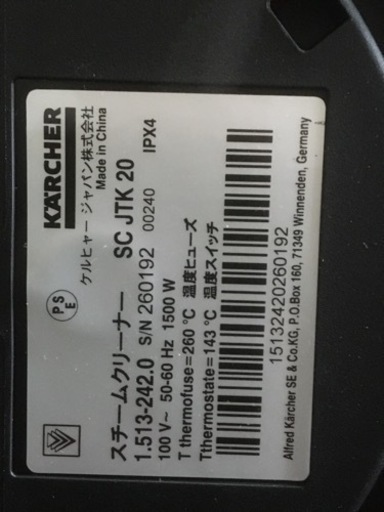 KÄRCHER
ケルヒャー ジャパン株式会社
Made in China
PS
E
スチームクリーナー SC JTK 20
1.513-242.0 S/N 260192 00240 IPX4
100 V~ 50-60 Hz 1500 W
T thermofuse=260 °C 温度ヒューズ
Tthermostate=143 °C 温度スイッチ
15132420260192
Alfred Kärcher SE & Co.KG, P.O.Box 160, 71349 Winnenden, Germany